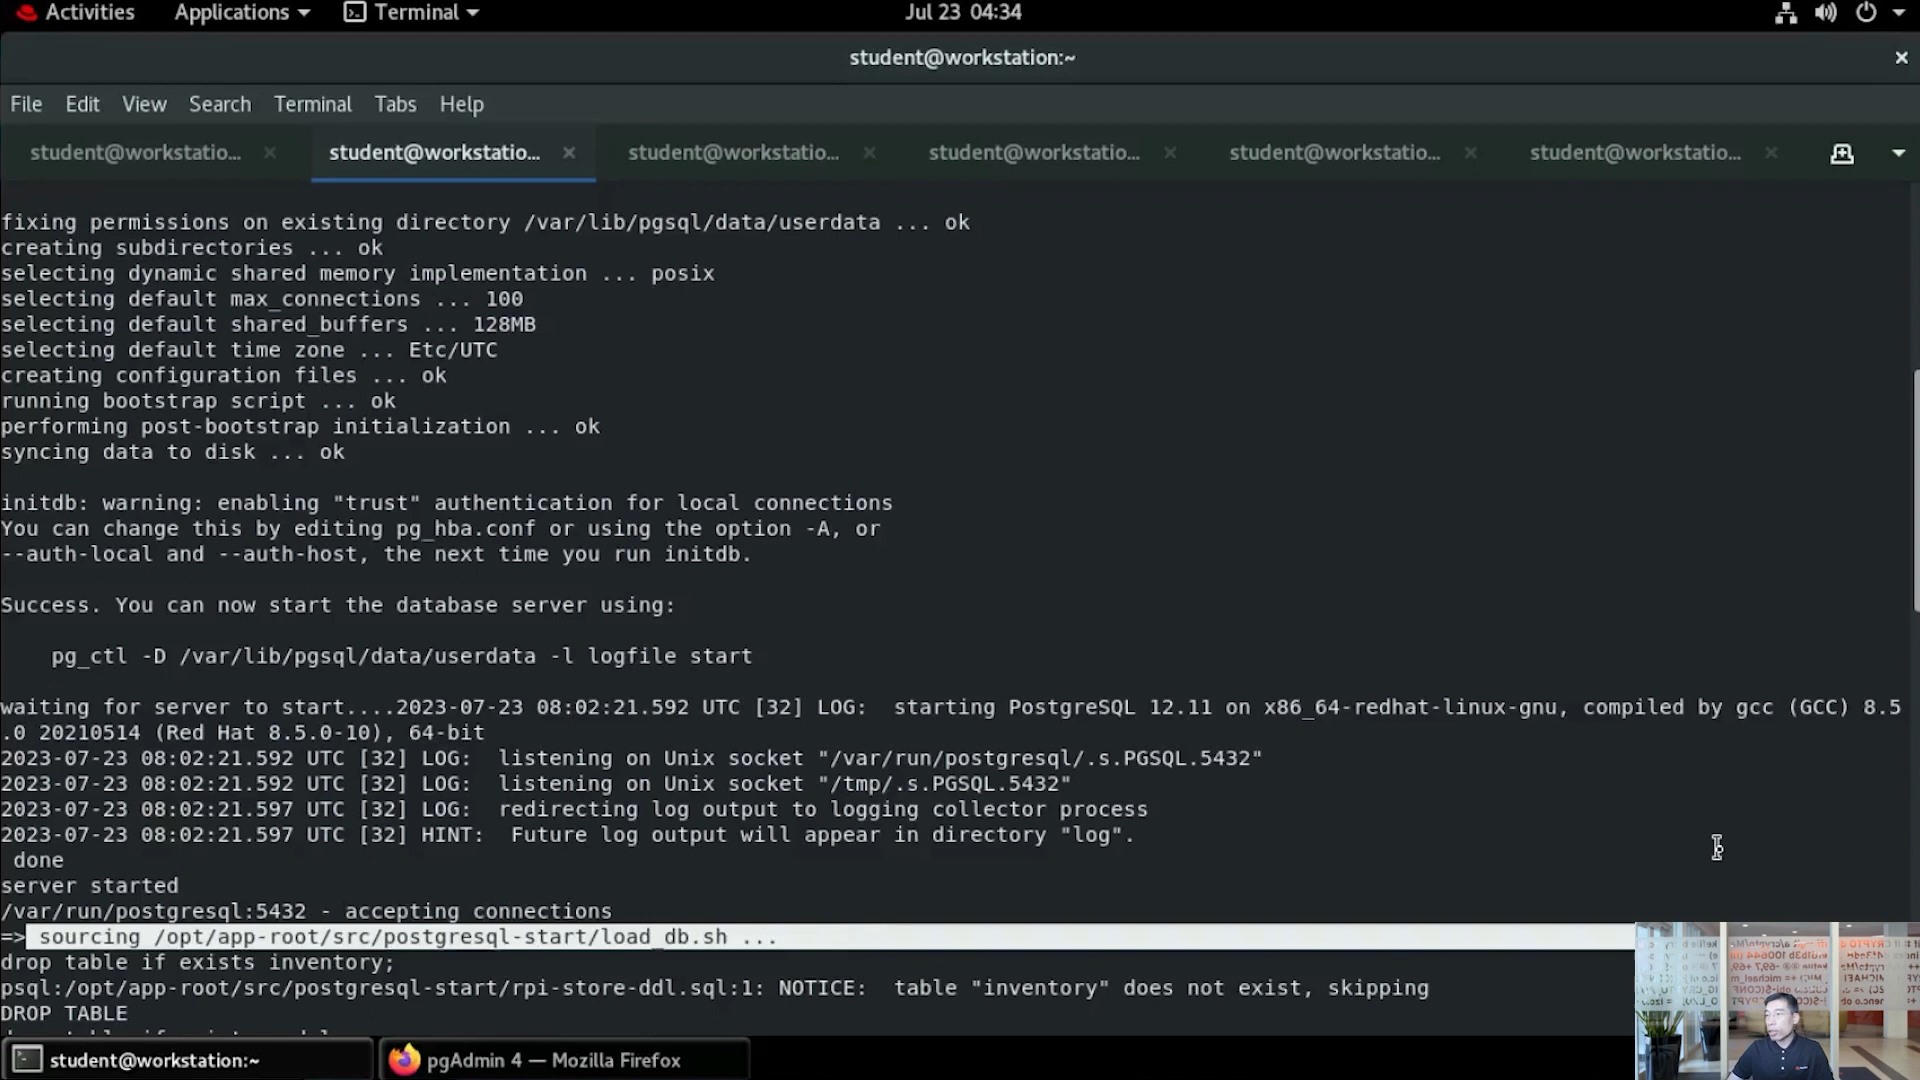 Activities Applications Terminal Jul 23 04:34
student@workstation:~
File Edit View Search Terminal Tabs Help
student@workstatio... student@workstatio... student@workstatio... student@workstatio... student@workstatio... student@workstatio...
fixing permissions on existing directory /var/lib/pgsql/data/userdata ... ok
creating subdirectories ... ok
selecting dynamic shared memory implementation ... posix
selecting default max_connections ... 100
selecting default shared_buffers ... 128MB
selecting default time zone ... Etc/UTC
creating configuration files ... ok
running bootstrap script ... ok
performing post-bootstrap initialization ... ok
syncing data to disk ... ok
initdb: warning: enabling "trust" authentication for local connections
You can change this by editing pg_hba.conf or using the option -A, or
--auth-local and --auth-host, the next time you run initdb.
Success. You can now start the database server using:
pg_ctl -D /var/lib/pgsql/data/userdata -l logfile start
waiting for server to start....2023-07-23 08:02:21.592 UTC [32] LOG:  starting PostgreSQL 12.11 on x86_64-redhat-linux-gnu, compiled by gcc (GCC) 8.5
.0 20210514 (Red Hat 8.5.0-10), 64-bit
2023-07-23 08:02:21.592 UTC [32] LOG:  listening on Unix socket "/var/run/postgresql/.s.PGSQL.5432"
2023-07-23 08:02:21.592 UTC [32] LOG:  listening on Unix socket "/tmp/.s.PGSQL.5432"
2023-07-23 08:02:21.597 UTC [32] LOG:  redirecting log output to logging collector process
2023-07-23 08:02:21.597 UTC [32] HINT:  Future log output will appear in directory "log".
done
server started
/var/run/postgresql:5432 - accepting connections
=> sourcing /opt/app-root/src/postgresql-start/load_db.sh ...
drop table if exists inventory;
psql:/opt/app-root/src/postgresql-start/rpi-store-ddl.sql:1: NOTICE:  table "inventory" does not exist, skipping
DROP TABLE
student@workstation:~ pgAdmin 4 — Mozilla Firefox